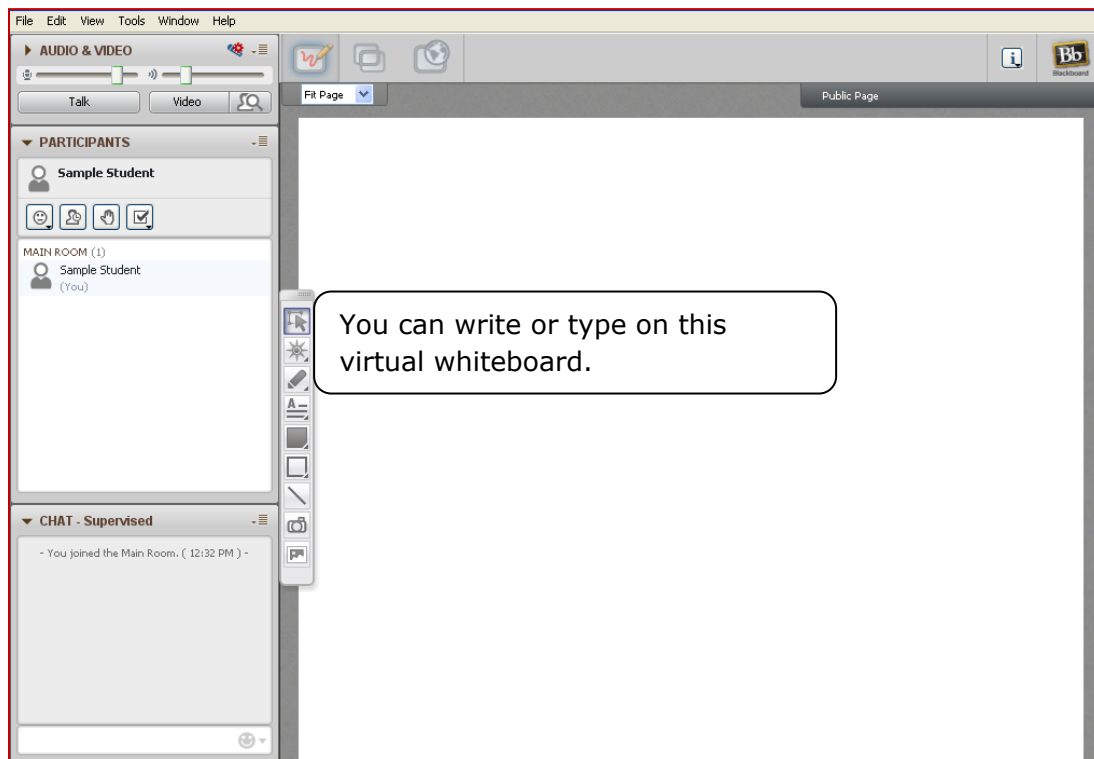 File Edit View Tools Window Help
AUDIO & VIDEO
Talk
Video
PARTICIPANTS
Sample Student
MAIN ROOM (1)
Sample Student
(You)
CHAT - Supervised
- You joined the Main Room. ( 12:32 PM ) -
Fit Page
Public Page
i
Bb
Blackboard
You can write or type on this
virtual whiteboard.
A